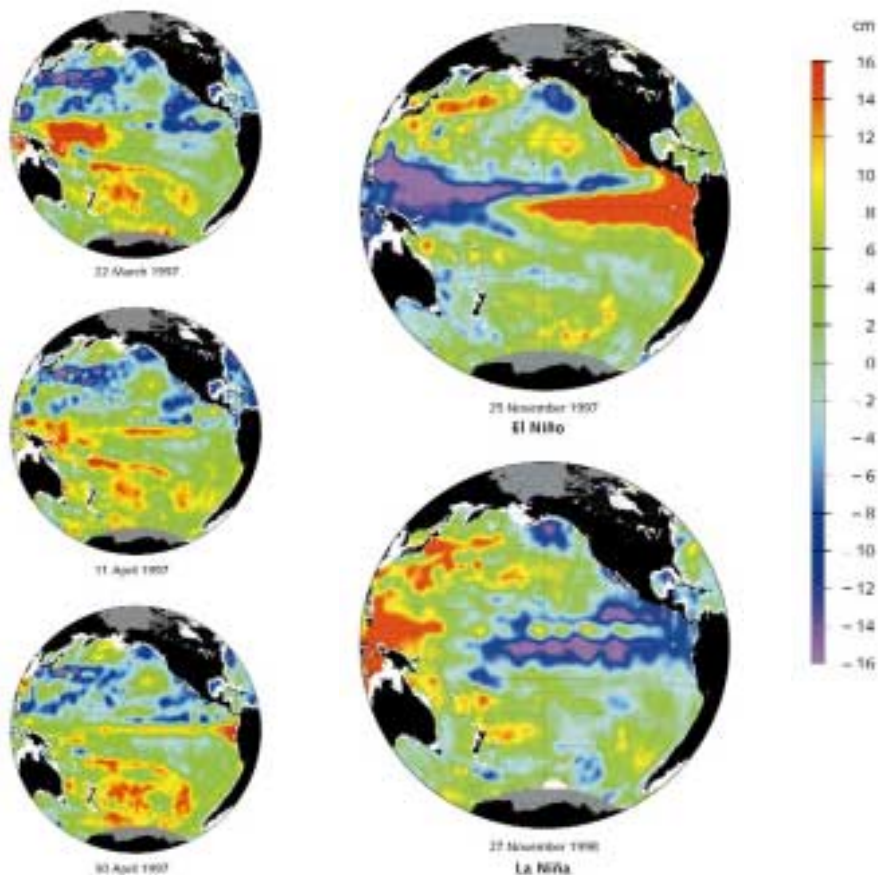 22 March 1997
11 April 1997
30 April 1997
25 November 1997
El Niño
27 November 1998
La Niña
cm
16
14
12
10
8
6
4
2
0
– 2
– 4
– 6
– 8
– 10
– 12
– 14
– 16